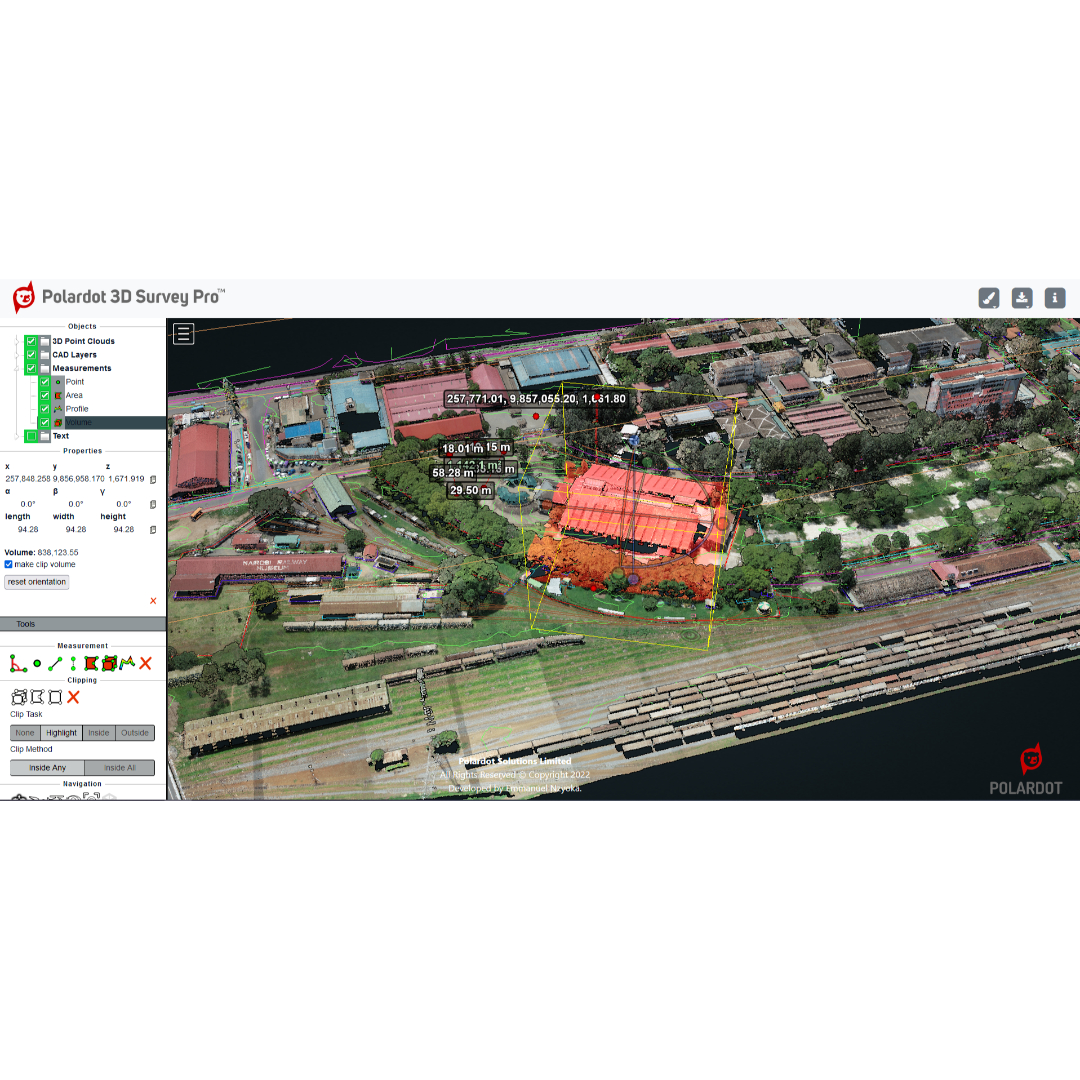 Polardot 3D Survey Pro™
Objects
3D Point Clouds
CAD Layers
Measurements
Point
Area
Profile
Volume
Text
Properties
x y z
257,848.258 9,856,958.170 1,671.919
α β γ
0.0° 0.0° 0.0°
length width height
94.28 94.28 94.28
Volume: 838,123.55
make clip volume
reset orientation
Tools
Measurement
Clipping
Clip Task
None Highlight Inside Outside
Clip Method
Inside Any Inside All
Navigation
257,771.01, 9,857,055.20, 1,681.80
18.01 m 15 m
58.28 m
29.50 m
NAIROBI RAILWAY
MUSEUM
Polardot Solutions Limited
All Rights Reserved © Copyright 2022
Developed by Emmanuel Nzyoka.
POLARDOT